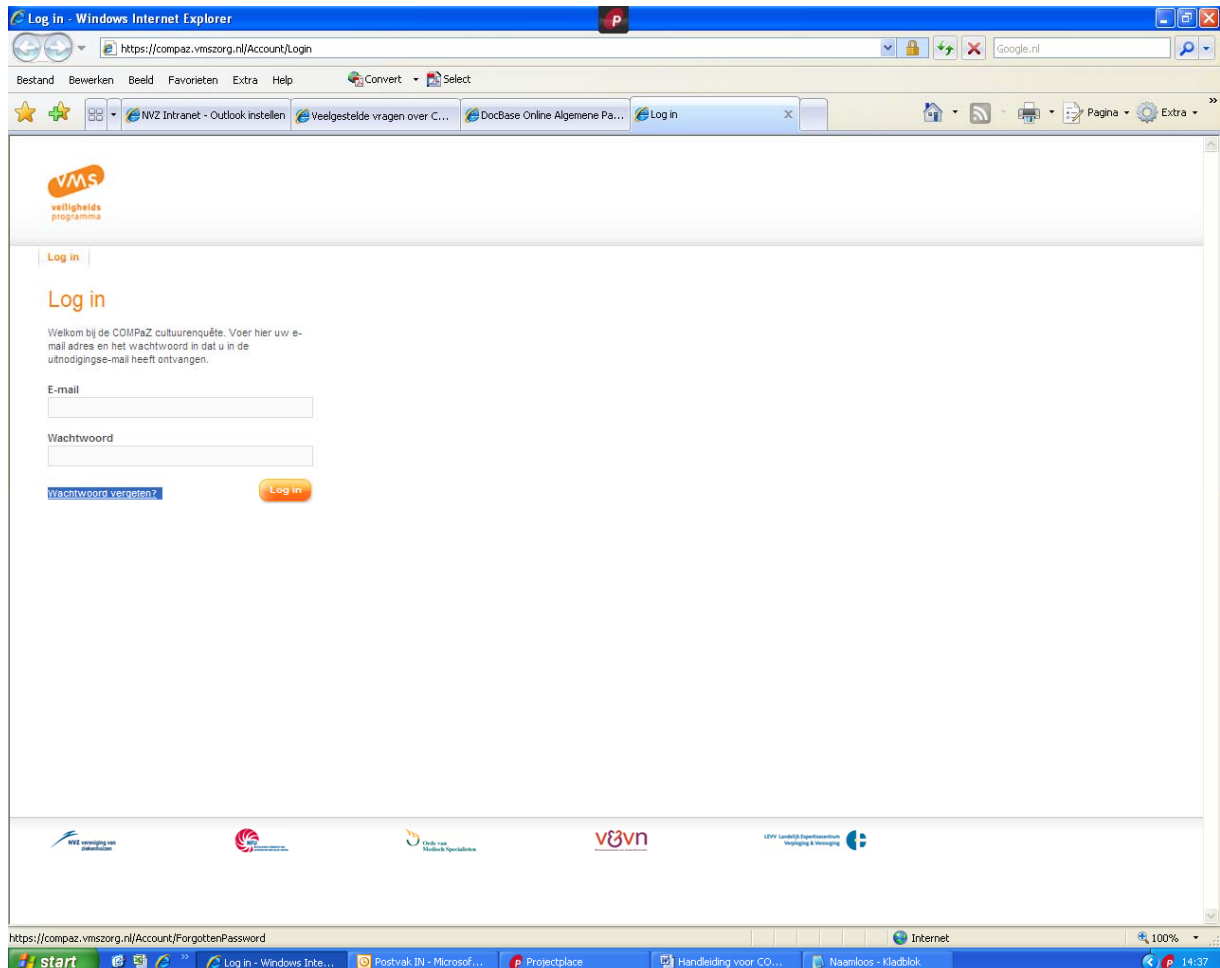 Log in - Windows Internet Explorer
https://compaz.vmszorg.nl/Account/Login
Google.nl
Bestand Bewerken Beeld Favorieten Extra Help Convert Select
NVZ Intranet - Outlook instellen Veelgestelde vragen over C... DocBase Online Algemene Pa... Log in Pagina Extra
VMS
veiligheids
programma
Log in
Log in
Welkom bij de COMPaZ cultuurenquête. Voer hier uw e-
mail adres en het wachtwoord in dat u in de
uitnodigingse-mail heeft ontvangen.
E-mail
Wachtwoord
Wachtwoord vergeten? Log in
NVZ vereniging van
ziekenhuizen
NFU
Orde van
Medisch Specialisten
V&VN
LEVV Landelijk Expertisecentrum
Verpleging & Verzorging
https://compaz.vmszorg.nl/Account/ForgottenPassword Internet 100%
start Log in - Windows Inte... Postvak IN - Microsof... Projectplace Handleiding voor CO... Naamloos - Kladblok 14:37